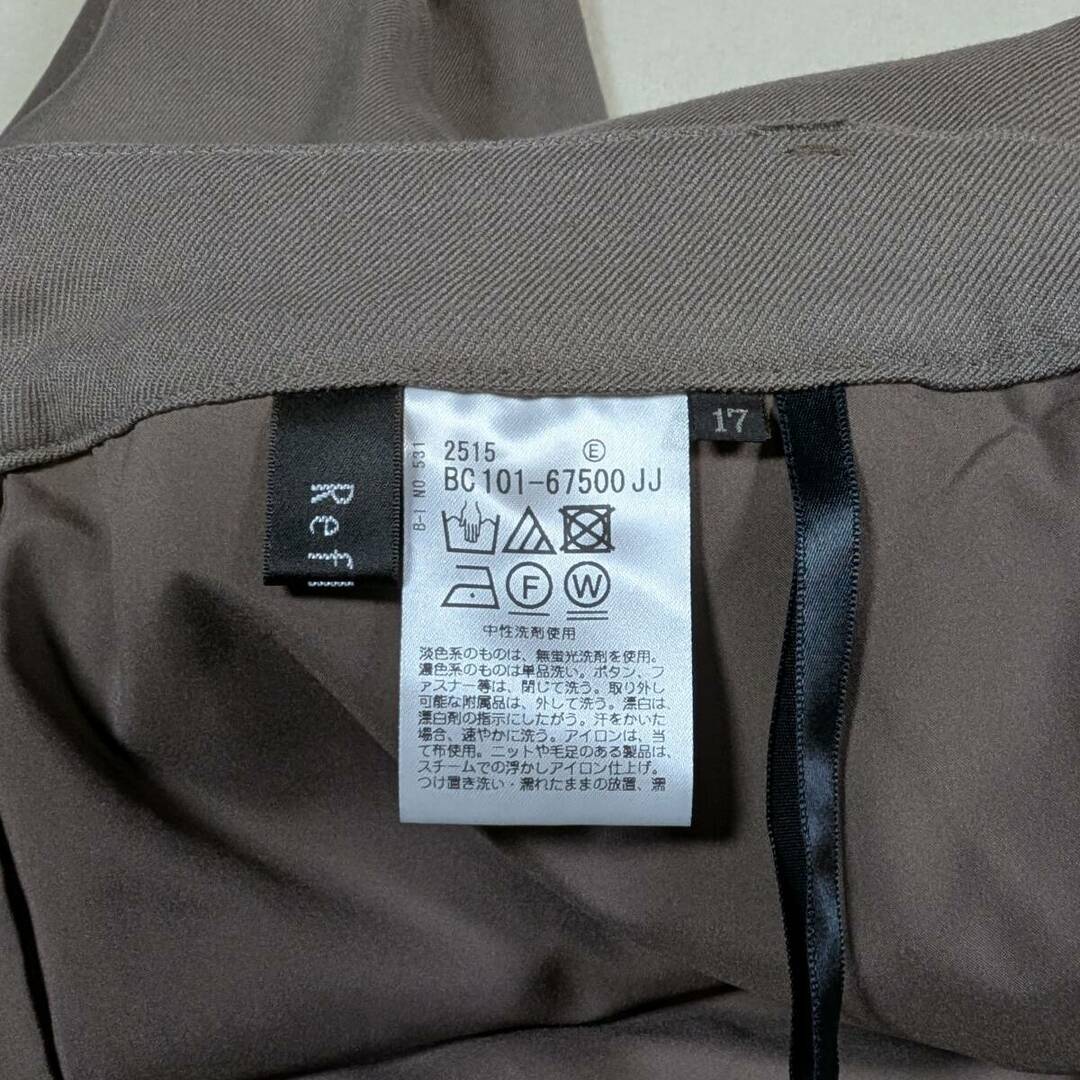 Ref
B-I NO 531
2515 Ⓔ
BC101-67500JJ
F W
中性洗剤使用
淡色系のものは、無蛍光洗剤を使用。
濃色系のものは単品洗い。ボタン、フ
ァスナー等は、閉じて洗う。取り外し
可能な附属品は、外して洗う。漂白は、
漂白剤の指示にしたがう。汗をかいた
場合、速やかに洗う。アイロンは、当
て布使用。ニットや毛足のある製品は、
スチームでの浮かしアイロン仕上げ。
つけ置き洗い・濡れたままの放置、濡
17